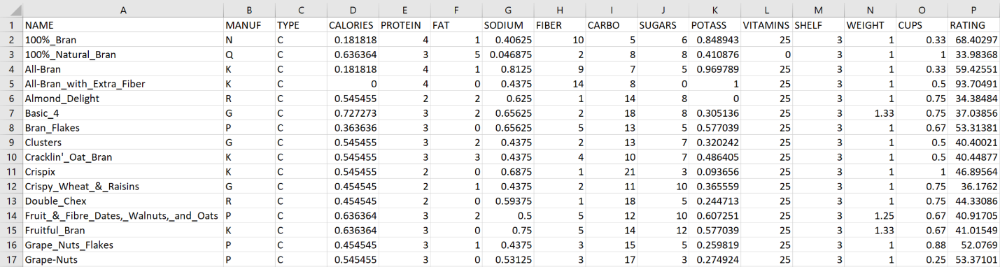 A B C D E F G H I J K L M N O P
1 NAME MANUF TYPE CALORIES PROTEIN FAT SODIUM FIBER CARBO SUGARS POTASS VITAMINS SHELF WEIGHT CUPS RATING
2 100%_Bran N C 0.181818 4 1 0.40625 10 5 6 0.848943 25 3 1 0.33 68.40297
3 100%_Natural_Bran Q C 0.636364 3 5 0.046875 2 8 8 0.410876 0 3 1 1 33.98368
4 All-Bran K C 0.181818 4 1 0.8125 9 7 5 0.969789 25 3 1 0.33 59.42551
5 All-Bran_with_Extra_Fiber K C 0 4 0 0.4375 14 8 0 1 25 3 1 0.5 93.70491
6 Almond_Delight R C 0.545455 2 2 0.625 1 14 8 0 25 3 1 0.75 34.38484
7 Basic_4 G C 0.727273 3 2 0.65625 2 18 8 0.305136 25 3 1.33 0.75 37.03856
8 Bran_Flakes P C 0.363636 3 0 0.65625 5 13 5 0.577039 25 3 1 0.67 53.31381
9 Clusters G C 0.545455 3 2 0.4375 2 13 7 0.320242 25 3 1 0.5 40.40021
10 Cracklin'_Oat_Bran K C 0.545455 3 3 0.4375 4 10 7 0.486405 25 3 1 0.5 40.44877
11 Crispix K C 0.545455 2 0 0.6875 1 21 3 0.093656 25 3 1 1 46.89564
12 Crispy_Wheat_&_Raisins G C 0.454545 2 1 0.4375 2 11 10 0.365559 25 3 1 0.75 36.1762
13 Double_Chex R C 0.454545 2 0 0.59375 1 18 5 0.244713 25 3 1 0.75 44.33086
14 Fruit_&_Fibre_Dates,_Walnuts,_and_Oats P C 0.636364 3 2 0.5 5 12 10 0.607251 25 3 1.25 0.67 40.91705
15 Fruitful_Bran K C 0.636364 3 0 0.75 5 14 12 0.577039 25 3 1.33 0.67 41.01549
16 Grape_Nuts_Flakes P C 0.454545 3 1 0.4375 3 15 5 0.259819 25 3 1 0.88 52.0769
17 Grape-Nuts P C 0.545455 3 0 0.53125 3 17 3 0.274924 25 3 1 0.25 53.37101